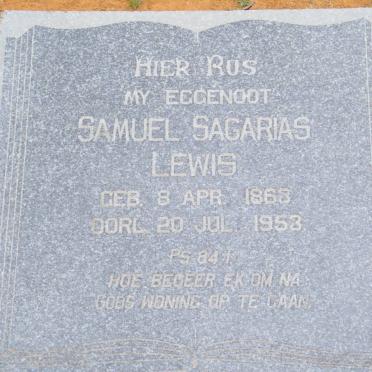 HIER RUS
MY EGGENOOT
SAMUEL SAGARIAS
LEWIS
GEB. 8 APR. 1863
OORL. 20 JUL. 1953
PS. 84:1.
HOE BEGEER EK OM NA
GODS WONING OP TE GAAN.